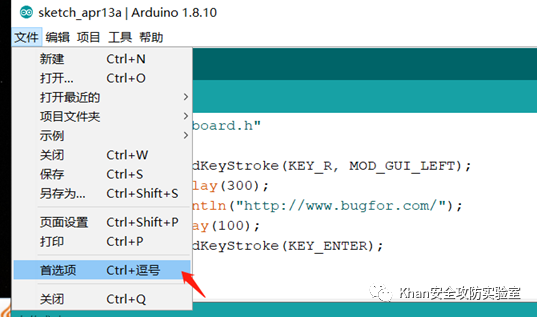 sketch_apr13a | Arduino 1.8.10
文件 编辑 项目 工具 帮助
新建 Ctrl+N
打开... Ctrl+O
打开最近的
项目文件夹
示例
关闭 Ctrl+W
保存 Ctrl+S
另存为... Ctrl+Shift+S
页面设置 Ctrl+Shift+P
打印 Ctrl+P
首选项 Ctrl+逗号
关闭 Ctrl+Q
board.h"
dKeyStroke(KEY_R, MOD_GUI_LEFT);
lay(300);
ntln("http://www.bugfor.com/");
ay(100);
dKeyStroke(KEY_ENTER);
Khan安全攻防实验室